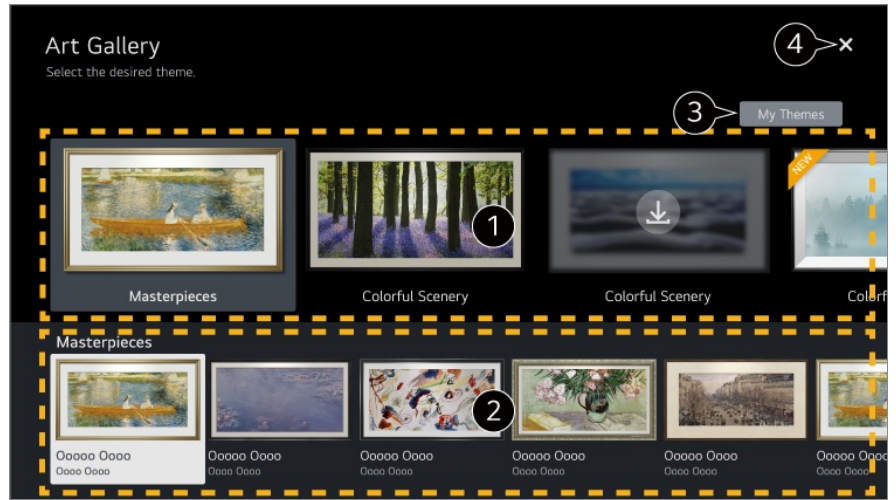 Art Gallery
Select the desired theme.
4
3
My Themes
NEW
1
Masterpieces
Colorful Scenery
Colorful Scenery
Colorf
Masterpieces
2
Ooooo Oooo
Ooooo Oooo
Ooooo Oooo
Ooooo Oooo
Ooooo Oooo
Ooooo Ooo
Oooo Oooo
Oooo Oooo
Oooo Oooo
Oooo Oooo
Oooo Oooo
Oooo Oooo